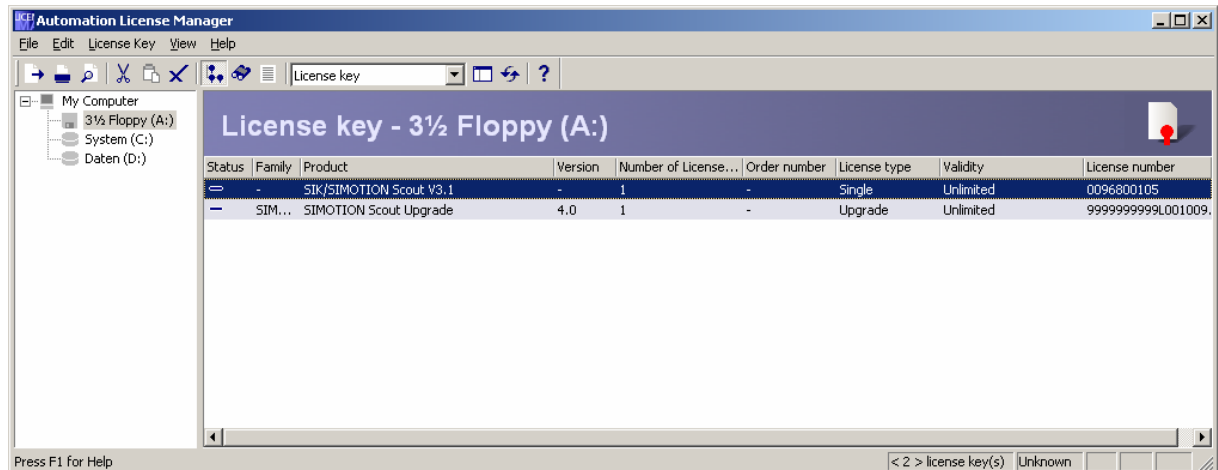 Automation License Manager
File Edit License Key View Help
License key
My Computer
3½ Floppy (A:)
System (C:)
Daten (D:)
License key - 3½ Floppy (A:)
Status Family Product Version Number of License... Order number License type Validity License number
- SIK/SIMOTION Scout V3.1 - 1 - Single Unlimited 0096800105
SIM... SIMOTION Scout Upgrade 4.0 1 - Upgrade Unlimited 9999999999L001009.
Press F1 for Help < 2 > license key(s) Unknown